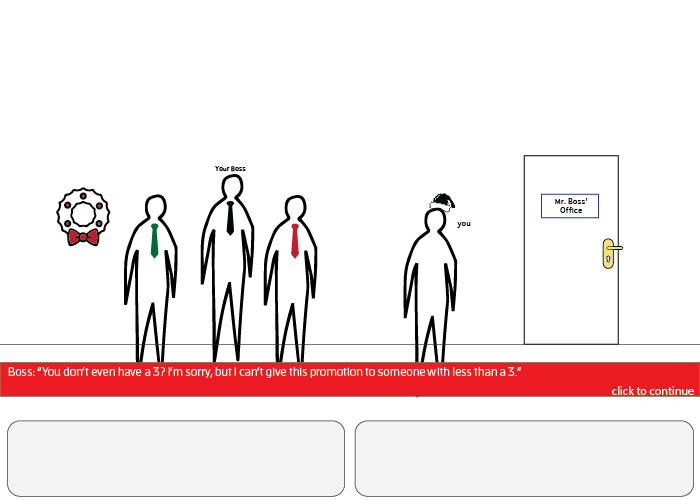 Your Boss
you
Mr. Boss'
Office
Boss: "You don't even have a 3? I'm sorry, but I can't give this promotion to someone with less than a 3."
click to continue